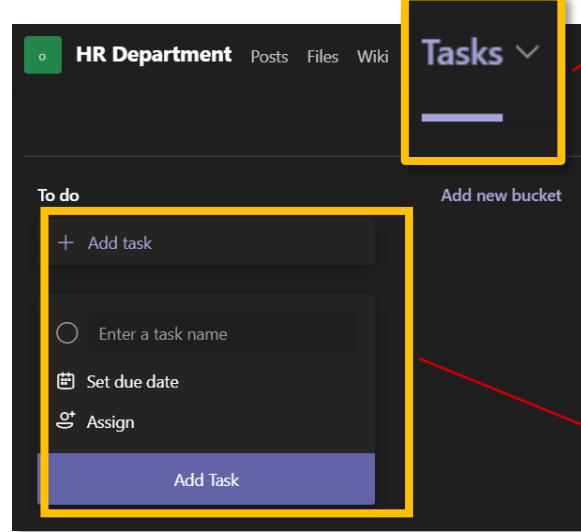 o HR Department Posts Files Wiki Tasks
To do Add new bucket
+ Add task
Enter a task name
Set due date
Assign
Add Task